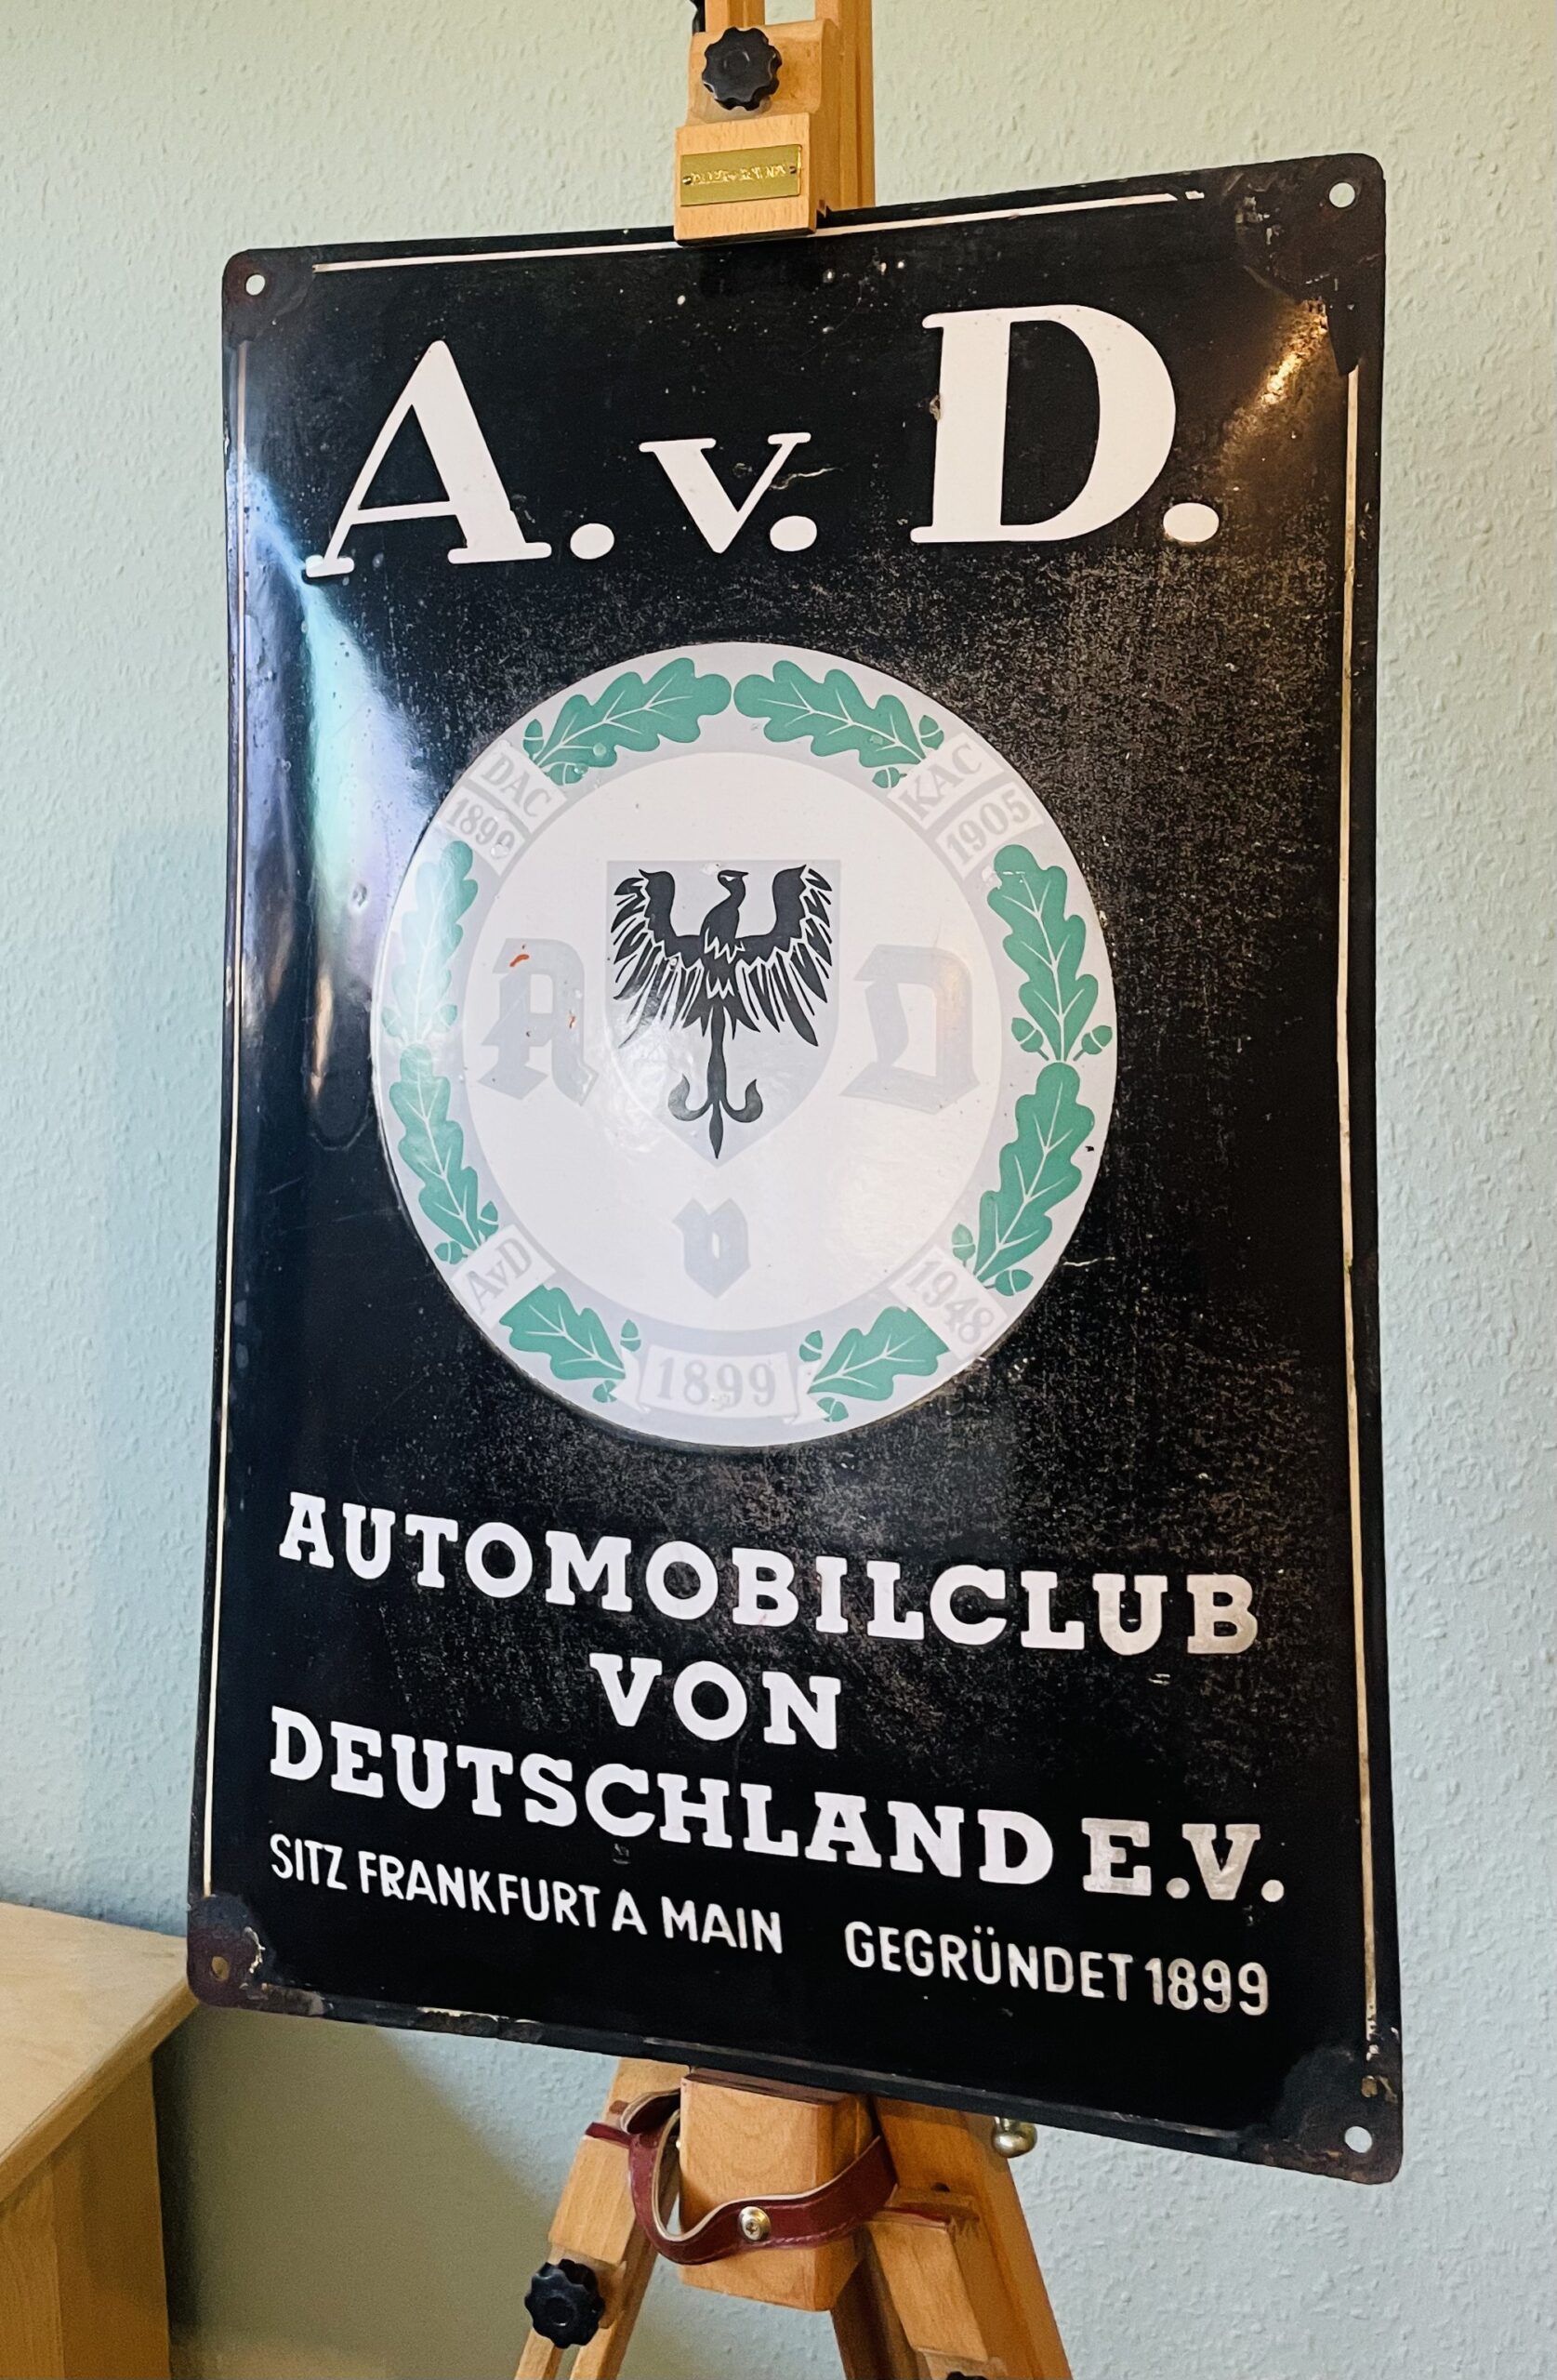 A.v.D.
DAC
1899
KAC
1905
A D
v
AvD
1948
1899
AUTOMOBILCLUB
VON
DEUTSCHLAND E.V.
SITZ FRANKFURT A MAIN GEGRÜNDET 1899